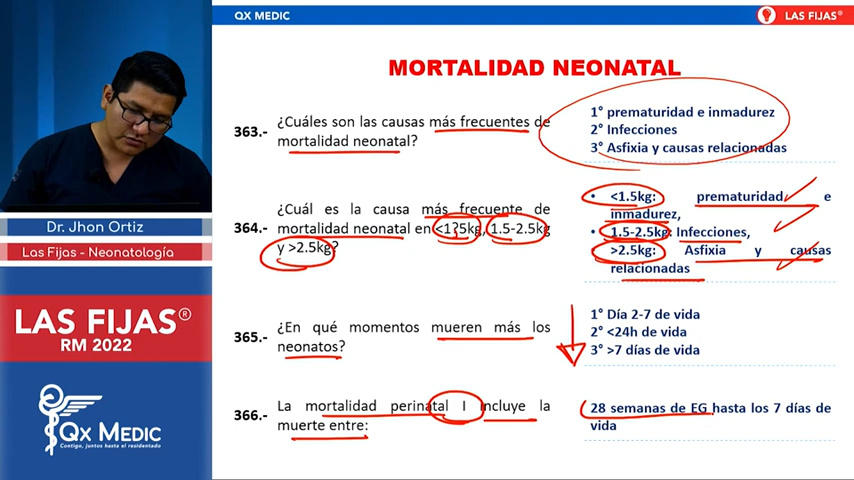 QX MEDIC
LAS FIJAS®
MORTALIDAD NEONATAL
363.-
¿Cuáles son las causas más frecuentes de
mortalidad neonatal?
1° prematuridad e inmadurez
2° Infecciones
3° Asfixia y causas relacionadas
364.-
¿Cuál es la causa más frecuente de
mortalidad neonatal en <1?5kg, 1.5-2.5kg
y >2.5kg?
• <1.5kg: prematuridad e
inmadurez,
• 1.5-2.5kg: Infecciones,
• >2.5kg: Asfixia y causas
relacionadas
365.-
¿En qué momentos mueren más los
neonatos?
1° Día 2-7 de vida
2° <24h de vida
3° >7 días de vida
366.-
La mortalidad perinatal I incluye la
muerte entre:
28 semanas de EG hasta los 7 días de
vida
Dr. Jhon Ortiz
Las Fijas - Neonatología
LAS FIJAS®
RM 2022
QX MEDIC
Contigo, juntos hasta el residentado